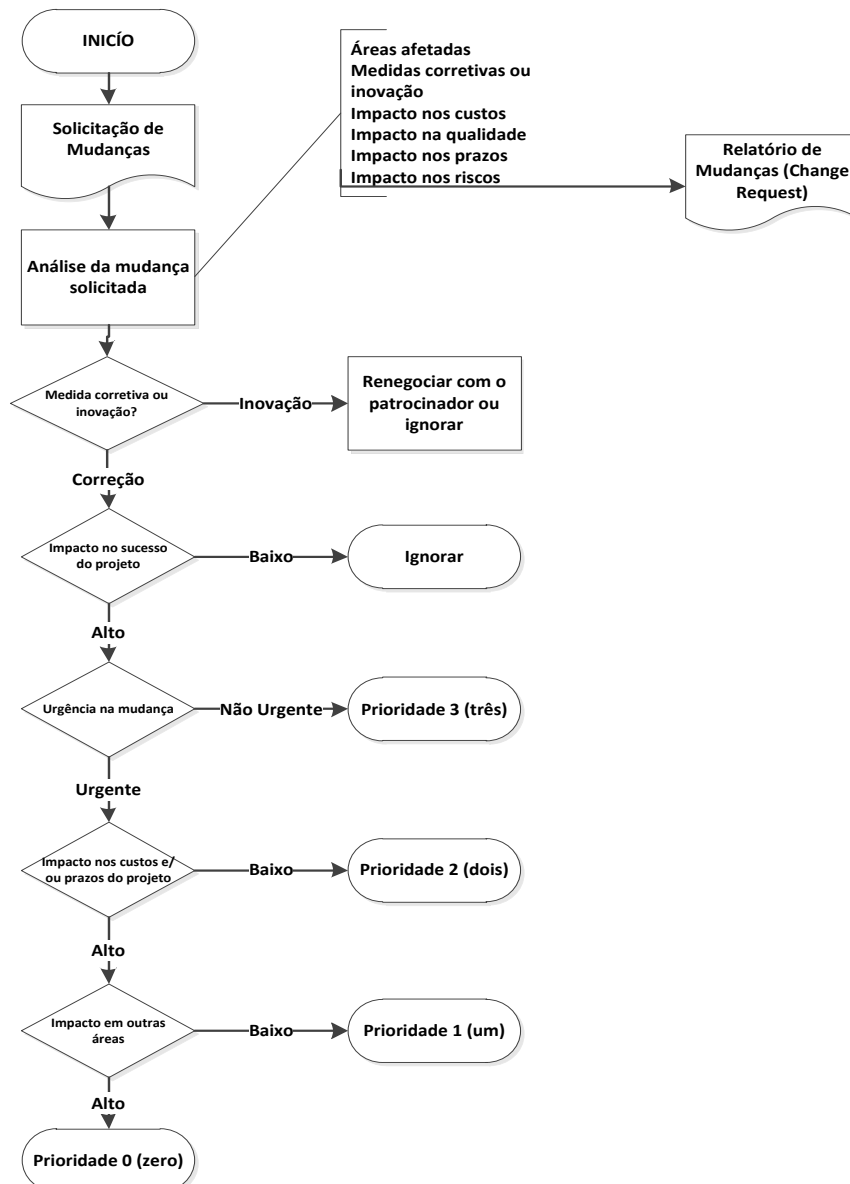 INICÍO
Solicitação de
Mudanças
Áreas afetadas
Medidas corretivas ou
inovação
Impacto nos custos
Impacto na qualidade
Impacto nos prazos
Impacto nos riscos
Relatório de
Mudanças (Change
Request)
Análise da mudança
solicitada
Medida corretiva ou
inovação?
Inovação
Renegociar com o
patrocinador ou
ignorar
Correção
Impacto no sucesso
do projeto
Baixo
Ignorar
Alto
Urgência na mudança
Não Urgente
Prioridade 3 (três)
Urgente
Impacto nos custos e/
ou prazos do projeto
Baixo
Prioridade 2 (dois)
Alto
Impacto em outras
áreas
Baixo
Prioridade 1 (um)
Alto
Prioridade 0 (zero)